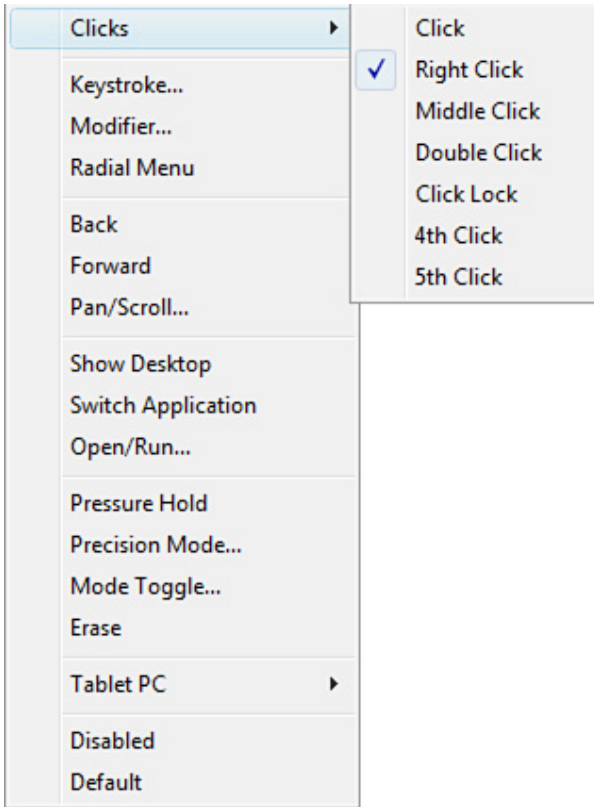 Clicks
Keystroke...
Modifier...
Radial Menu
Back
Forward
Pan/Scroll...
Show Desktop
Switch Application
Open/Run...
Pressure Hold
Precision Mode...
Mode Toggle...
Erase
Tablet PC
Disabled
Default
Click
Right Click
Middle Click
Double Click
Click Lock
4th Click
5th Click